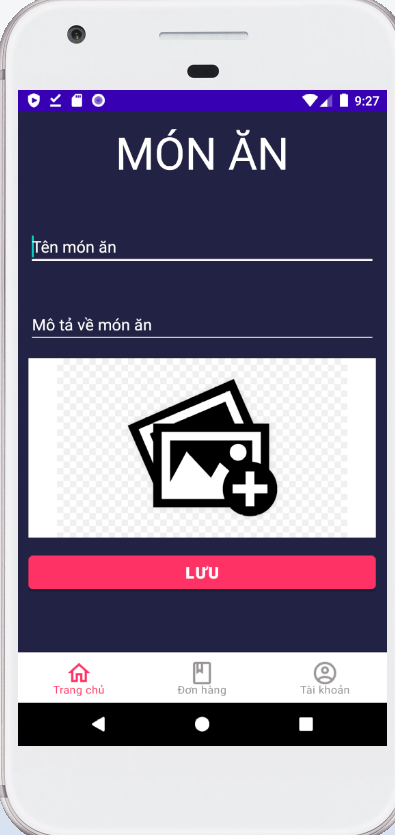 9:27
MÓN ĂN
Tên món ăn
Mô tả về món ăn
LƯU
Trang chủ
Đơn hàng
Tài khoản